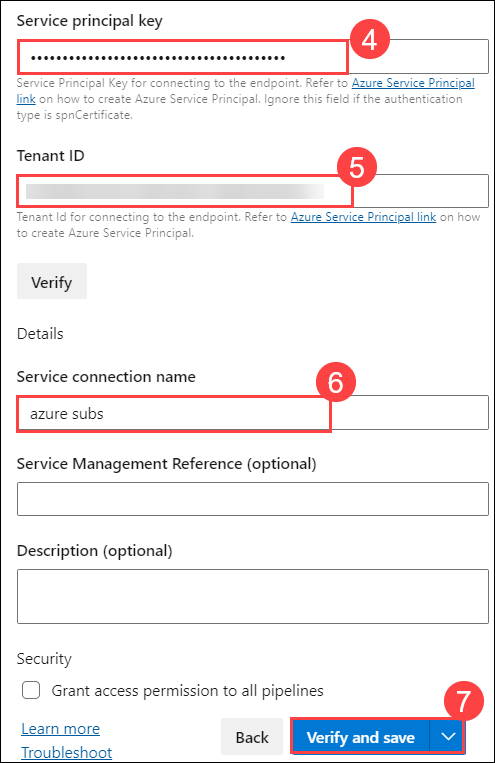 Service principal key
4
••••••••••••••••••••••••••••••••••••••••
Service Principal Key for connecting to the endpoint. Refer to Azure Service Principal
link on how to create Azure Service Principal. Ignore this field if the authentication
type is spnCertificate.
Tenant ID
5
Tenant Id for connecting to the endpoint. Refer to Azure Service Principal link on how
to create Azure Service Principal.
Verify
Details
Service connection name
6
azure subs
Service Management Reference (optional)
Description (optional)
Security
Grant access permission to all pipelines
7
Learn more
Troubleshoot
Back
Verify and save